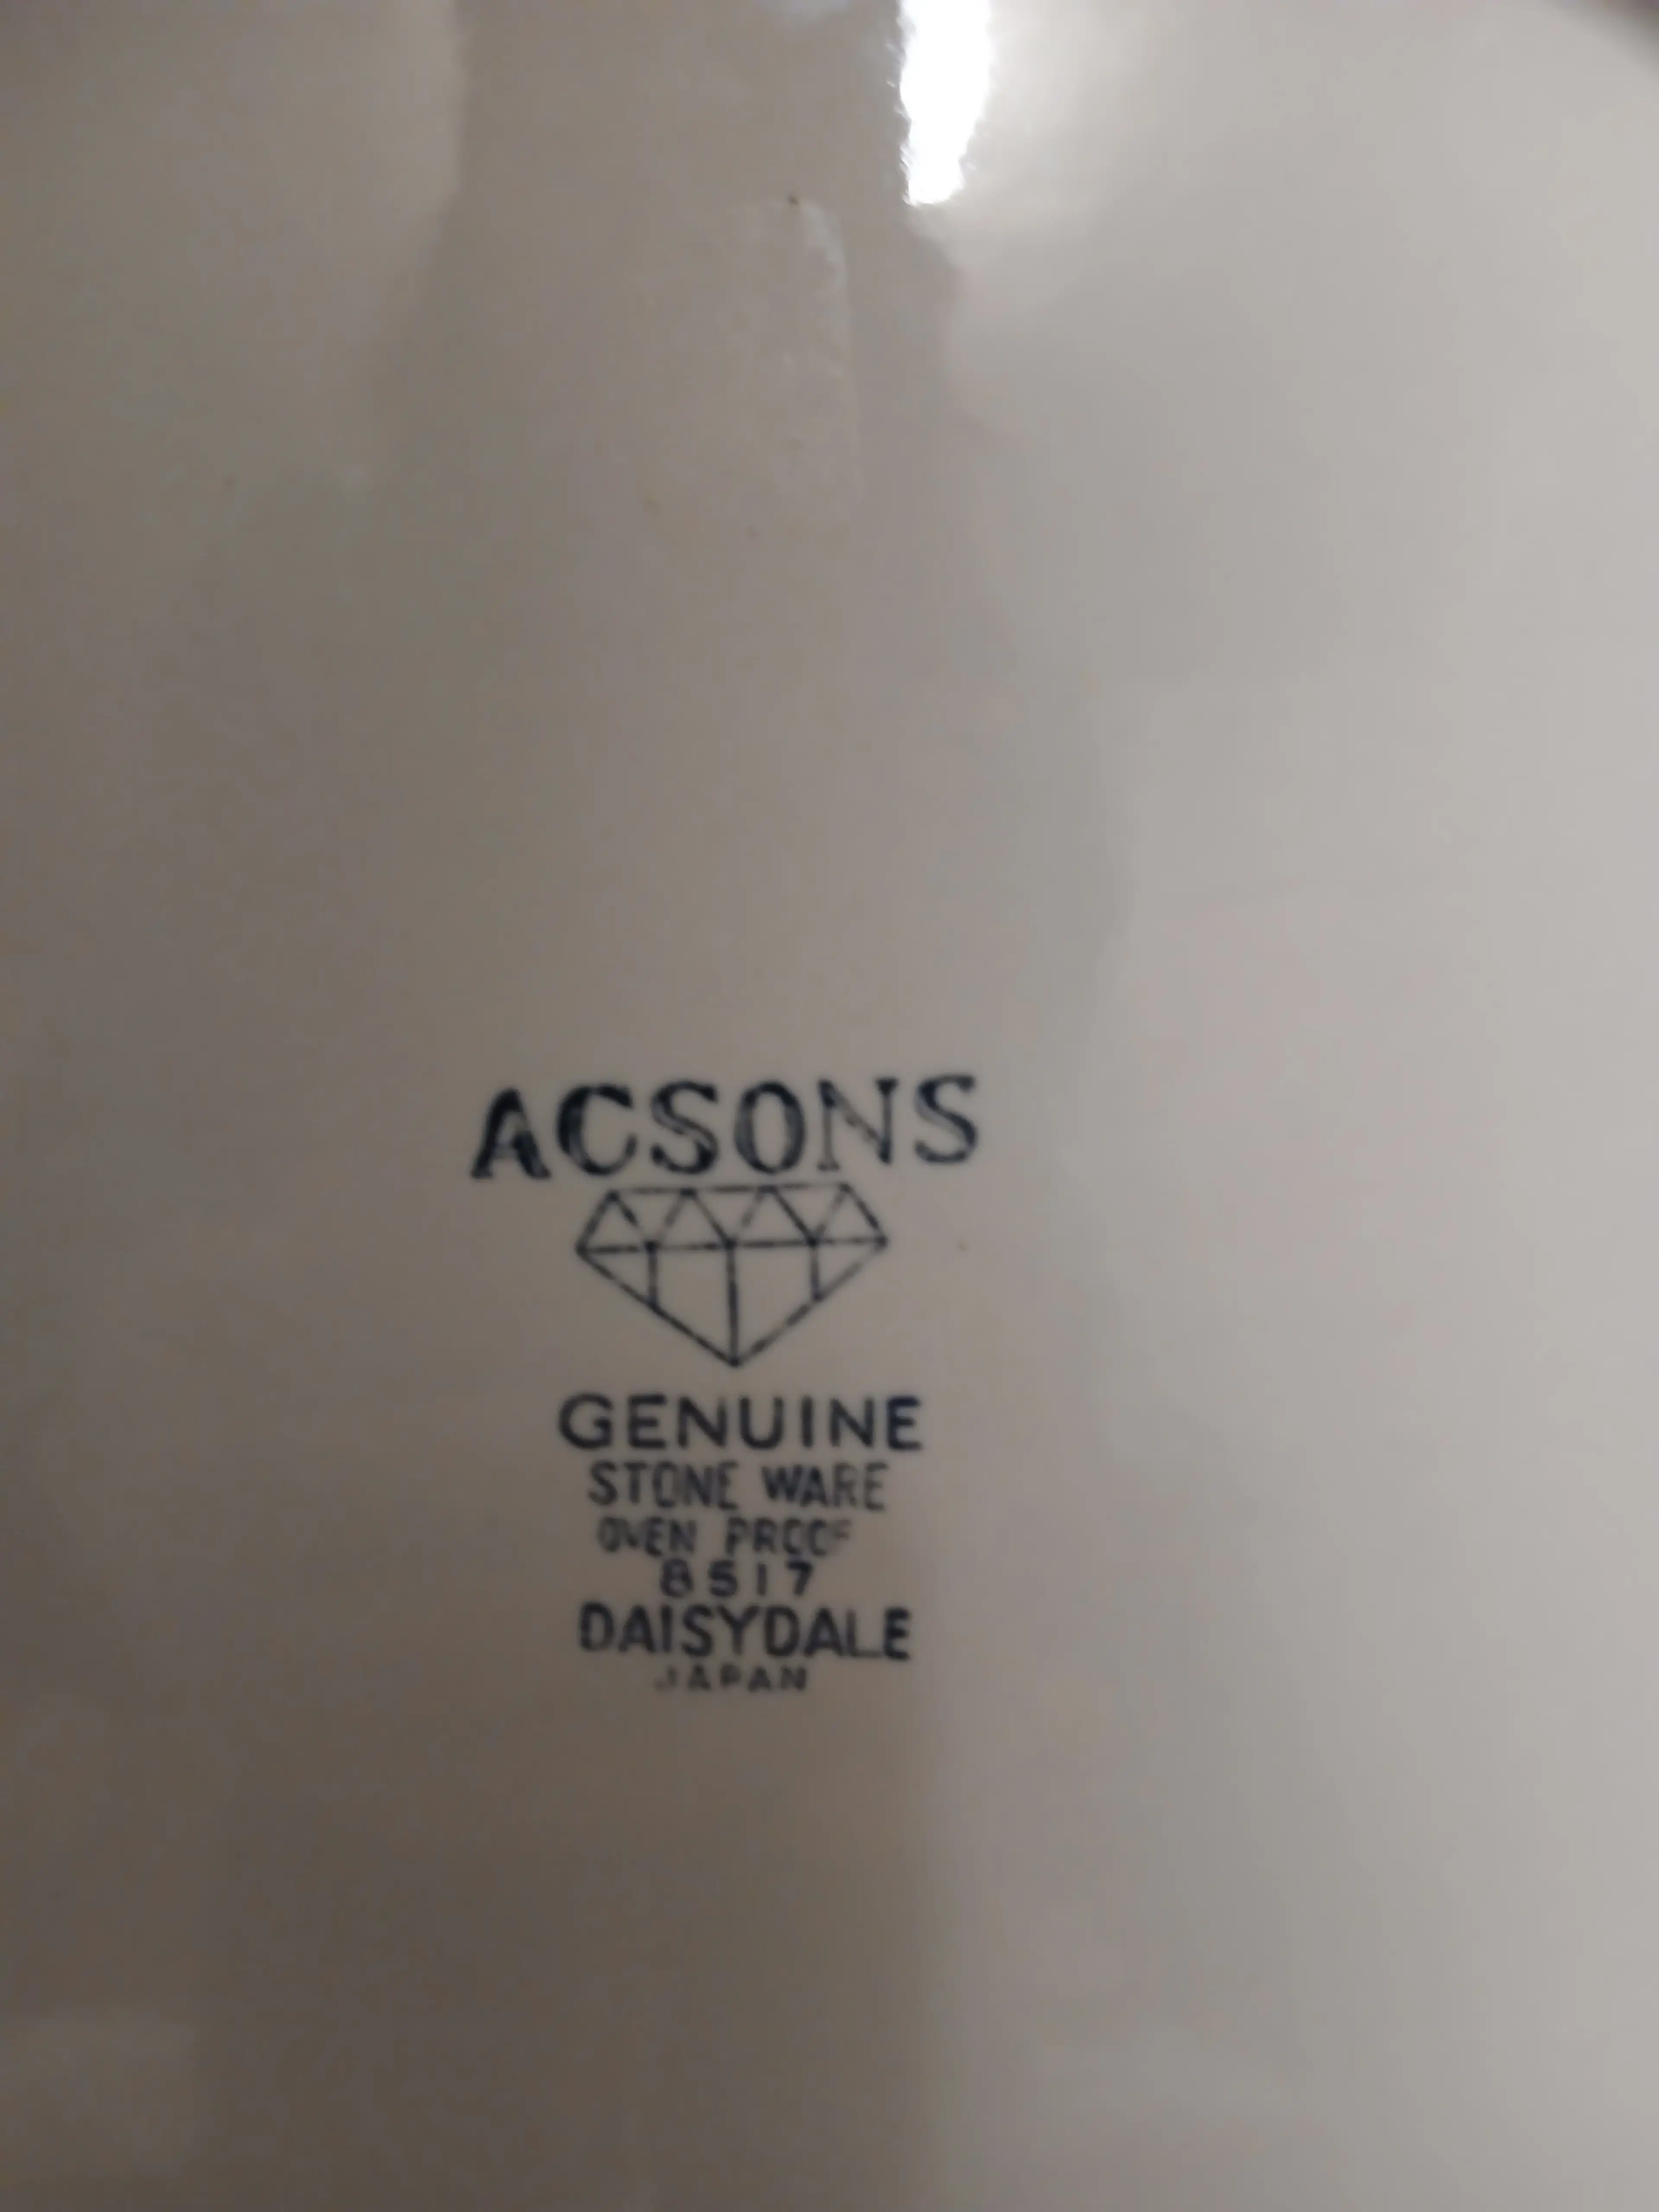 ACSONS
GENUINE
STONE WARE
OVEN PROOF
8517
DAISYDALE
JAPAN